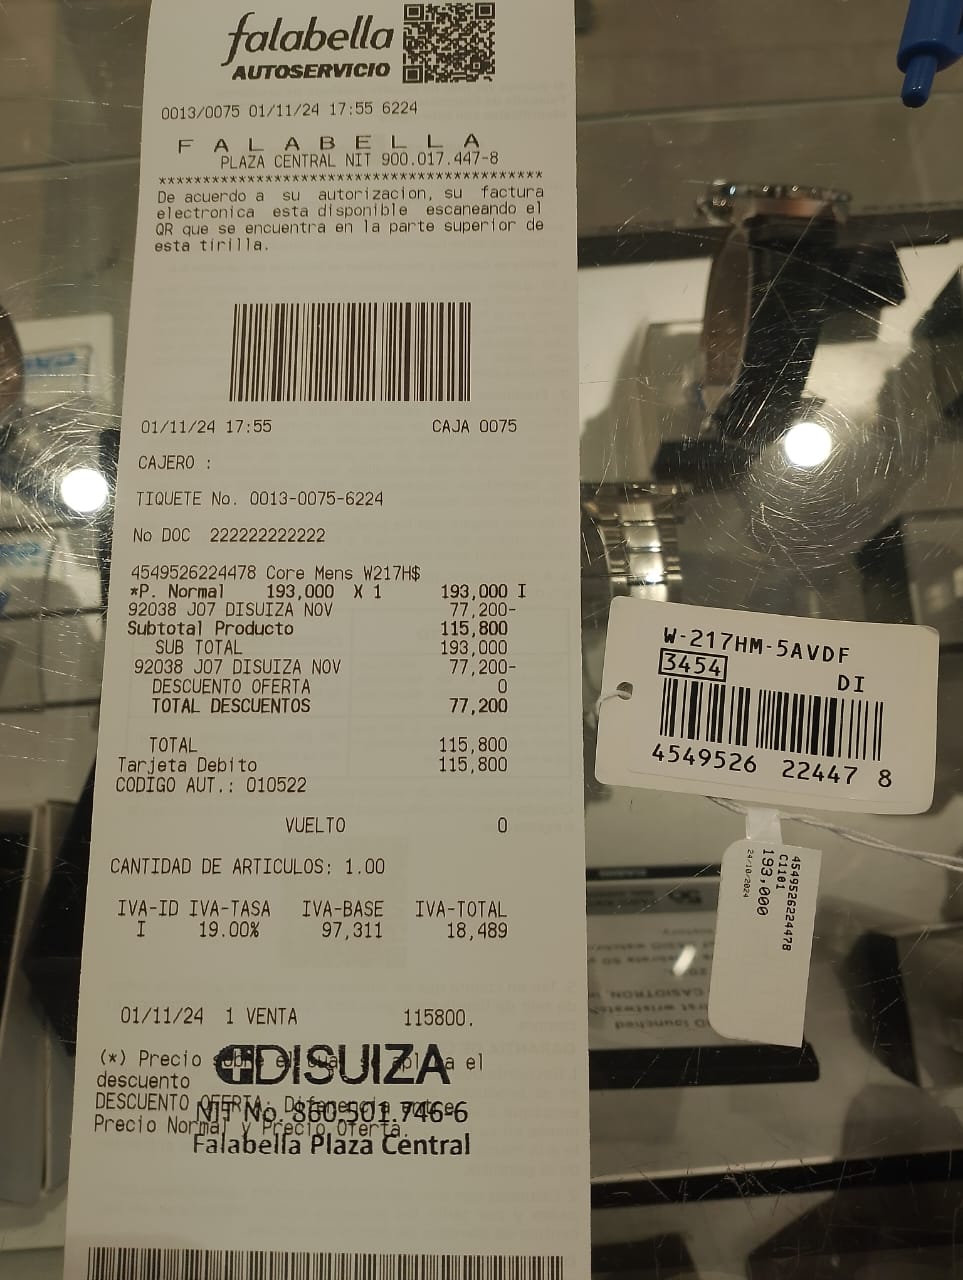 falabella
AUTOSERVICIO
0013/0075 01/11/24 17:55 6224
F A L A B E L L A
PLAZA CENTRAL NIT 900.017.447-8
******************************************
De acuerdo a su autorizacion, su factura
electronica esta disponible escaneando el
QR que se encuentra en la parte superior de
esta tirilla.
01/11/24 17:55 CAJA 0075
CAJERO :
TIQUETE No. 0013-0075-6224
No DOC 222222222222
4549526224478 Core Mens W217H$
*P. Normal 193,000 X 1 193,000 I
92038 J07 DISUIZA NOV 77,200-
Subtotal Producto 115,800
SUB TOTAL 193,000
92038 J07 DISUIZA NOV 77,200-
DESCUENTO OFERTA 0
TOTAL DESCUENTOS 77,200
TOTAL 115,800
Tarjeta Debito 115,800
CODIGO AUT.: 010522
VUELTO 0
CANTIDAD DE ARTICULOS: 1.00
IVA-ID IVA-TASA IVA-BASE IVA-TOTAL
I 19.00% 97,311 18,489
01/11/24 1 VENTA 115800.
(*) Precio sobre el cual se aplica el
descuento
DESCUENTO OFERTA: Diferencia entre
Precio Normal y Precio Oferta.
DISUIZA
NIT No. 860.501.746-6
Falabella Plaza Central
W-217HM-5AVDF
3454
DI
4549526 22447 8
4549526224478
C1101
193,000
24/10/2024